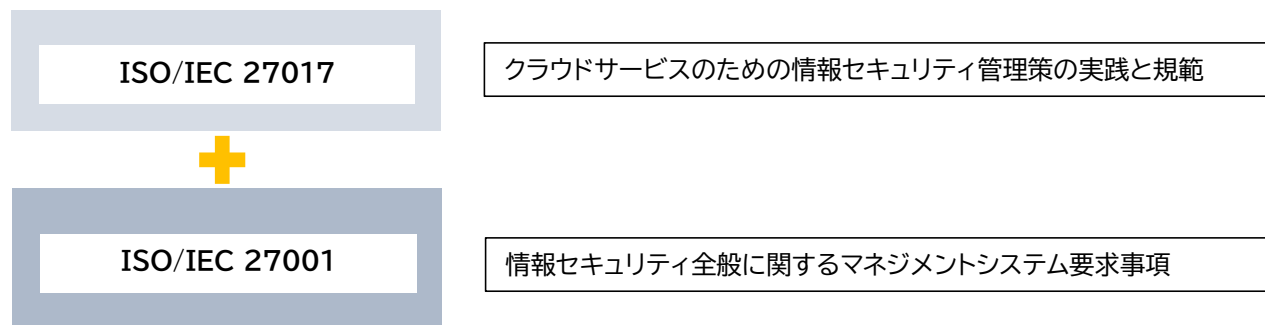 ISO/IEC 27017
クラウドサービスのための情報セキュリティ管理策の実践と規範
ISO/IEC 27001
情報セキュリティ全般に関するマネジメントシステム要求事項